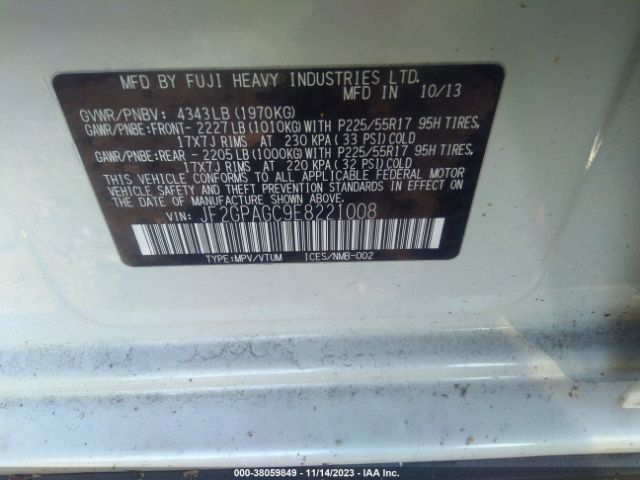 MFD BY FUJI HEAVY INDUSTRIES LTD.
MFD IN 10/13
GVWR/PNBV: 4343LB (1970KG)
GAWR/PNBE:FRONT- 2227LB(1010KG)WITH P225/55R17 95H TIRES,
17X7J RIMS AT 230 KPA(33 PSI)COLD
GAWR/PNBE:REAR - 2205LB(1000KG)WITH P225/55R17 95H TIRES,
17X7J RIMS AT 220 KPA(32 PSI)COLD
THIS VEHICLE CONFORMS TO ALL APPLICABLE FEDERAL MOTOR
VEHICLE SAFETY AND THEFT PREVENTION STANDARDS IN EFFECT ON
THE DATE OF MANUFACTURE SHOWN ABOVE.
VIN: JF2GPAGC9E8221008
TYPE:MPV/VTUM ICES/NMB-002
000-38059849 - 11/14/2023 - IAA Inc.